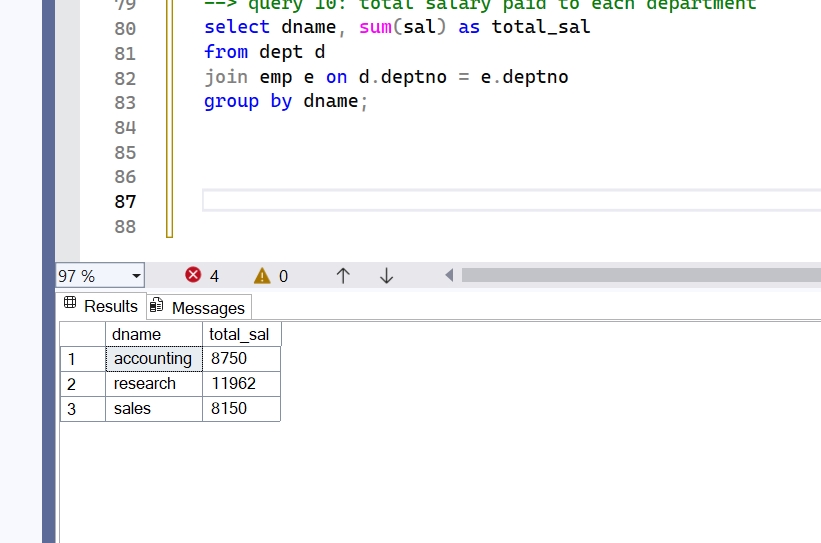 79 --> query 10: total salary paid to each department
80 select dname, sum(sal) as total_sal
81 from dept d
82 join emp e on d.deptno = e.deptno
83 group by dname;
84
85
86
87
88
97 % 4 0
Results Messages
dname total_sal
1 accounting 8750
2 research 11962
3 sales 8150